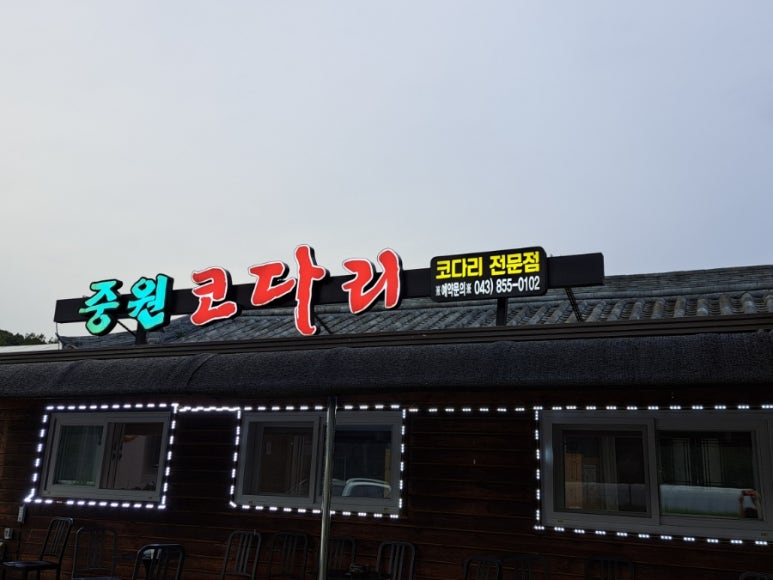 중원 코다리
코다리 전문점
※예약문의※ 043) 855-0102